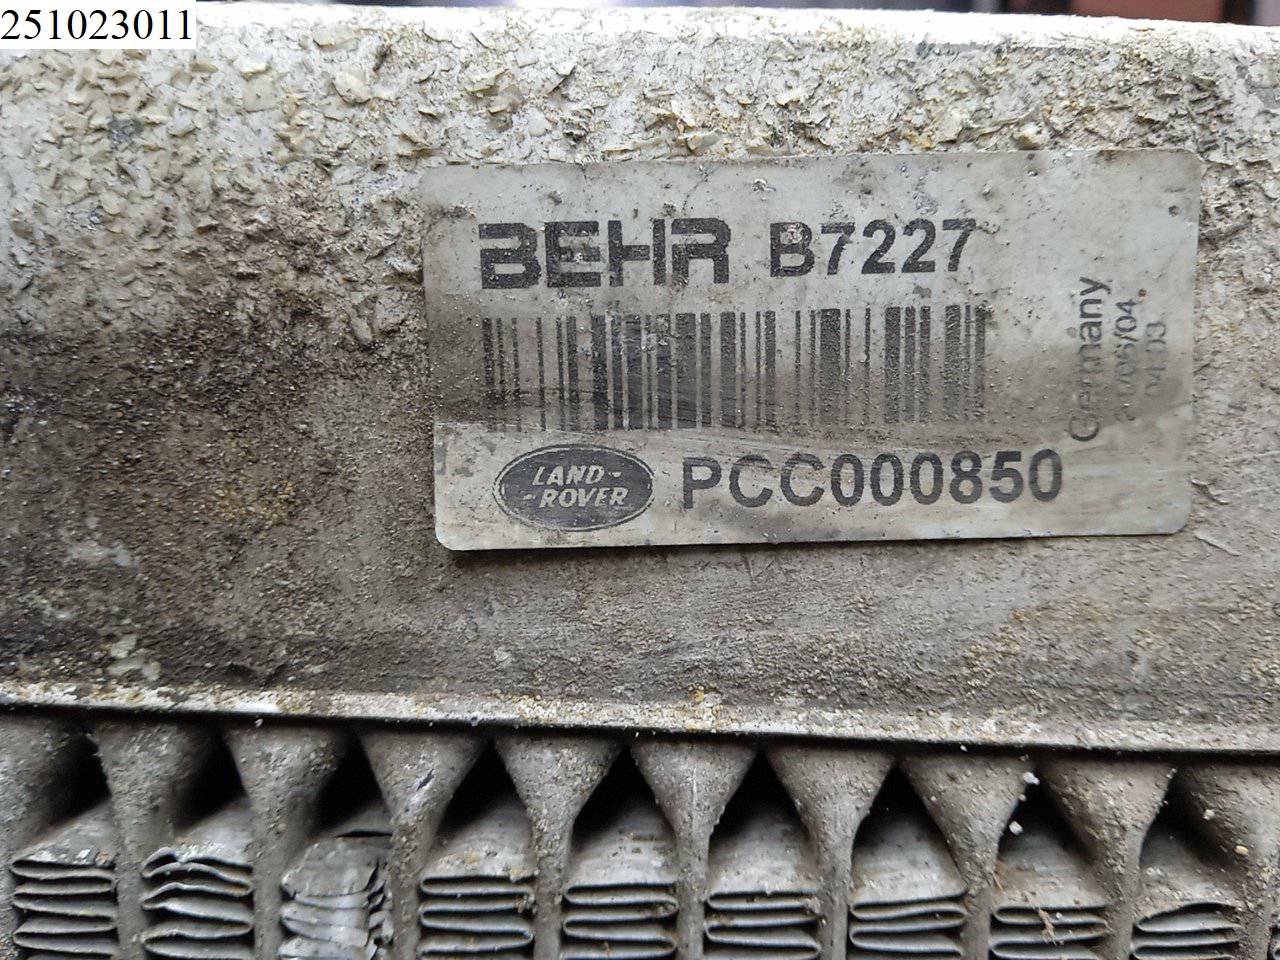 251023011
BEHR B7227
Germany
LAND-
-ROVER
PCC000850